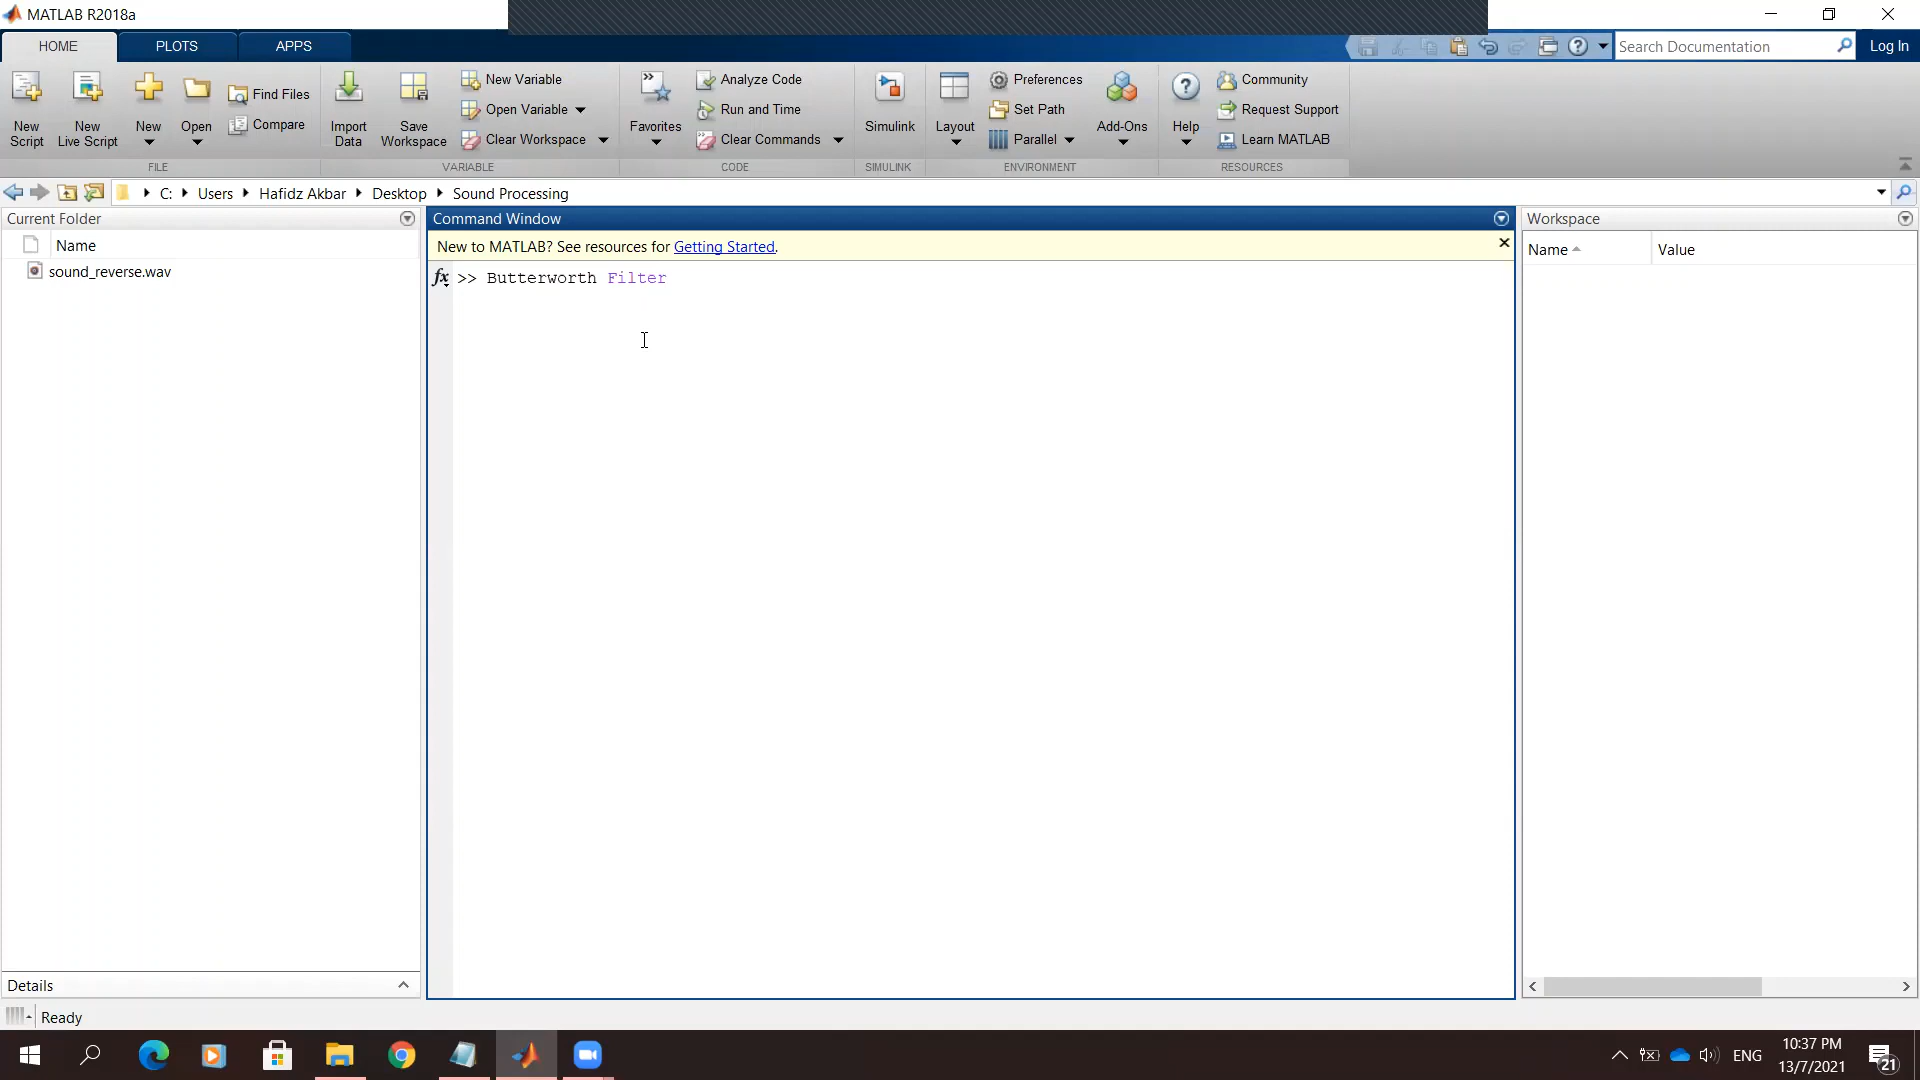 MATLAB R2018a
HOME PLOTS APPS
Search Documentation Log In
New Script
New Live Script
New
Open
Find Files
Compare
FILE
Import Data
Save Workspace
New Variable
Open Variable
Clear Workspace
VARIABLE
Favorites
Analyze Code
Run and Time
Clear Commands
CODE
Simulink
SIMULINK
Layout
Preferences
Set Path
Parallel
Add-Ons
ENVIRONMENT
Help
Community
Request Support
Learn MATLAB
RESOURCES
C: Users Hafidz Akbar Desktop Sound Processing
Current Folder
Name
sound_reverse.wav
Details
Command Window
New to MATLAB? See resources for Getting Started.
fx >> Butterworth Filter
Workspace
Name Value
Ready
ENG
10:37 PM
13/7/2021
21